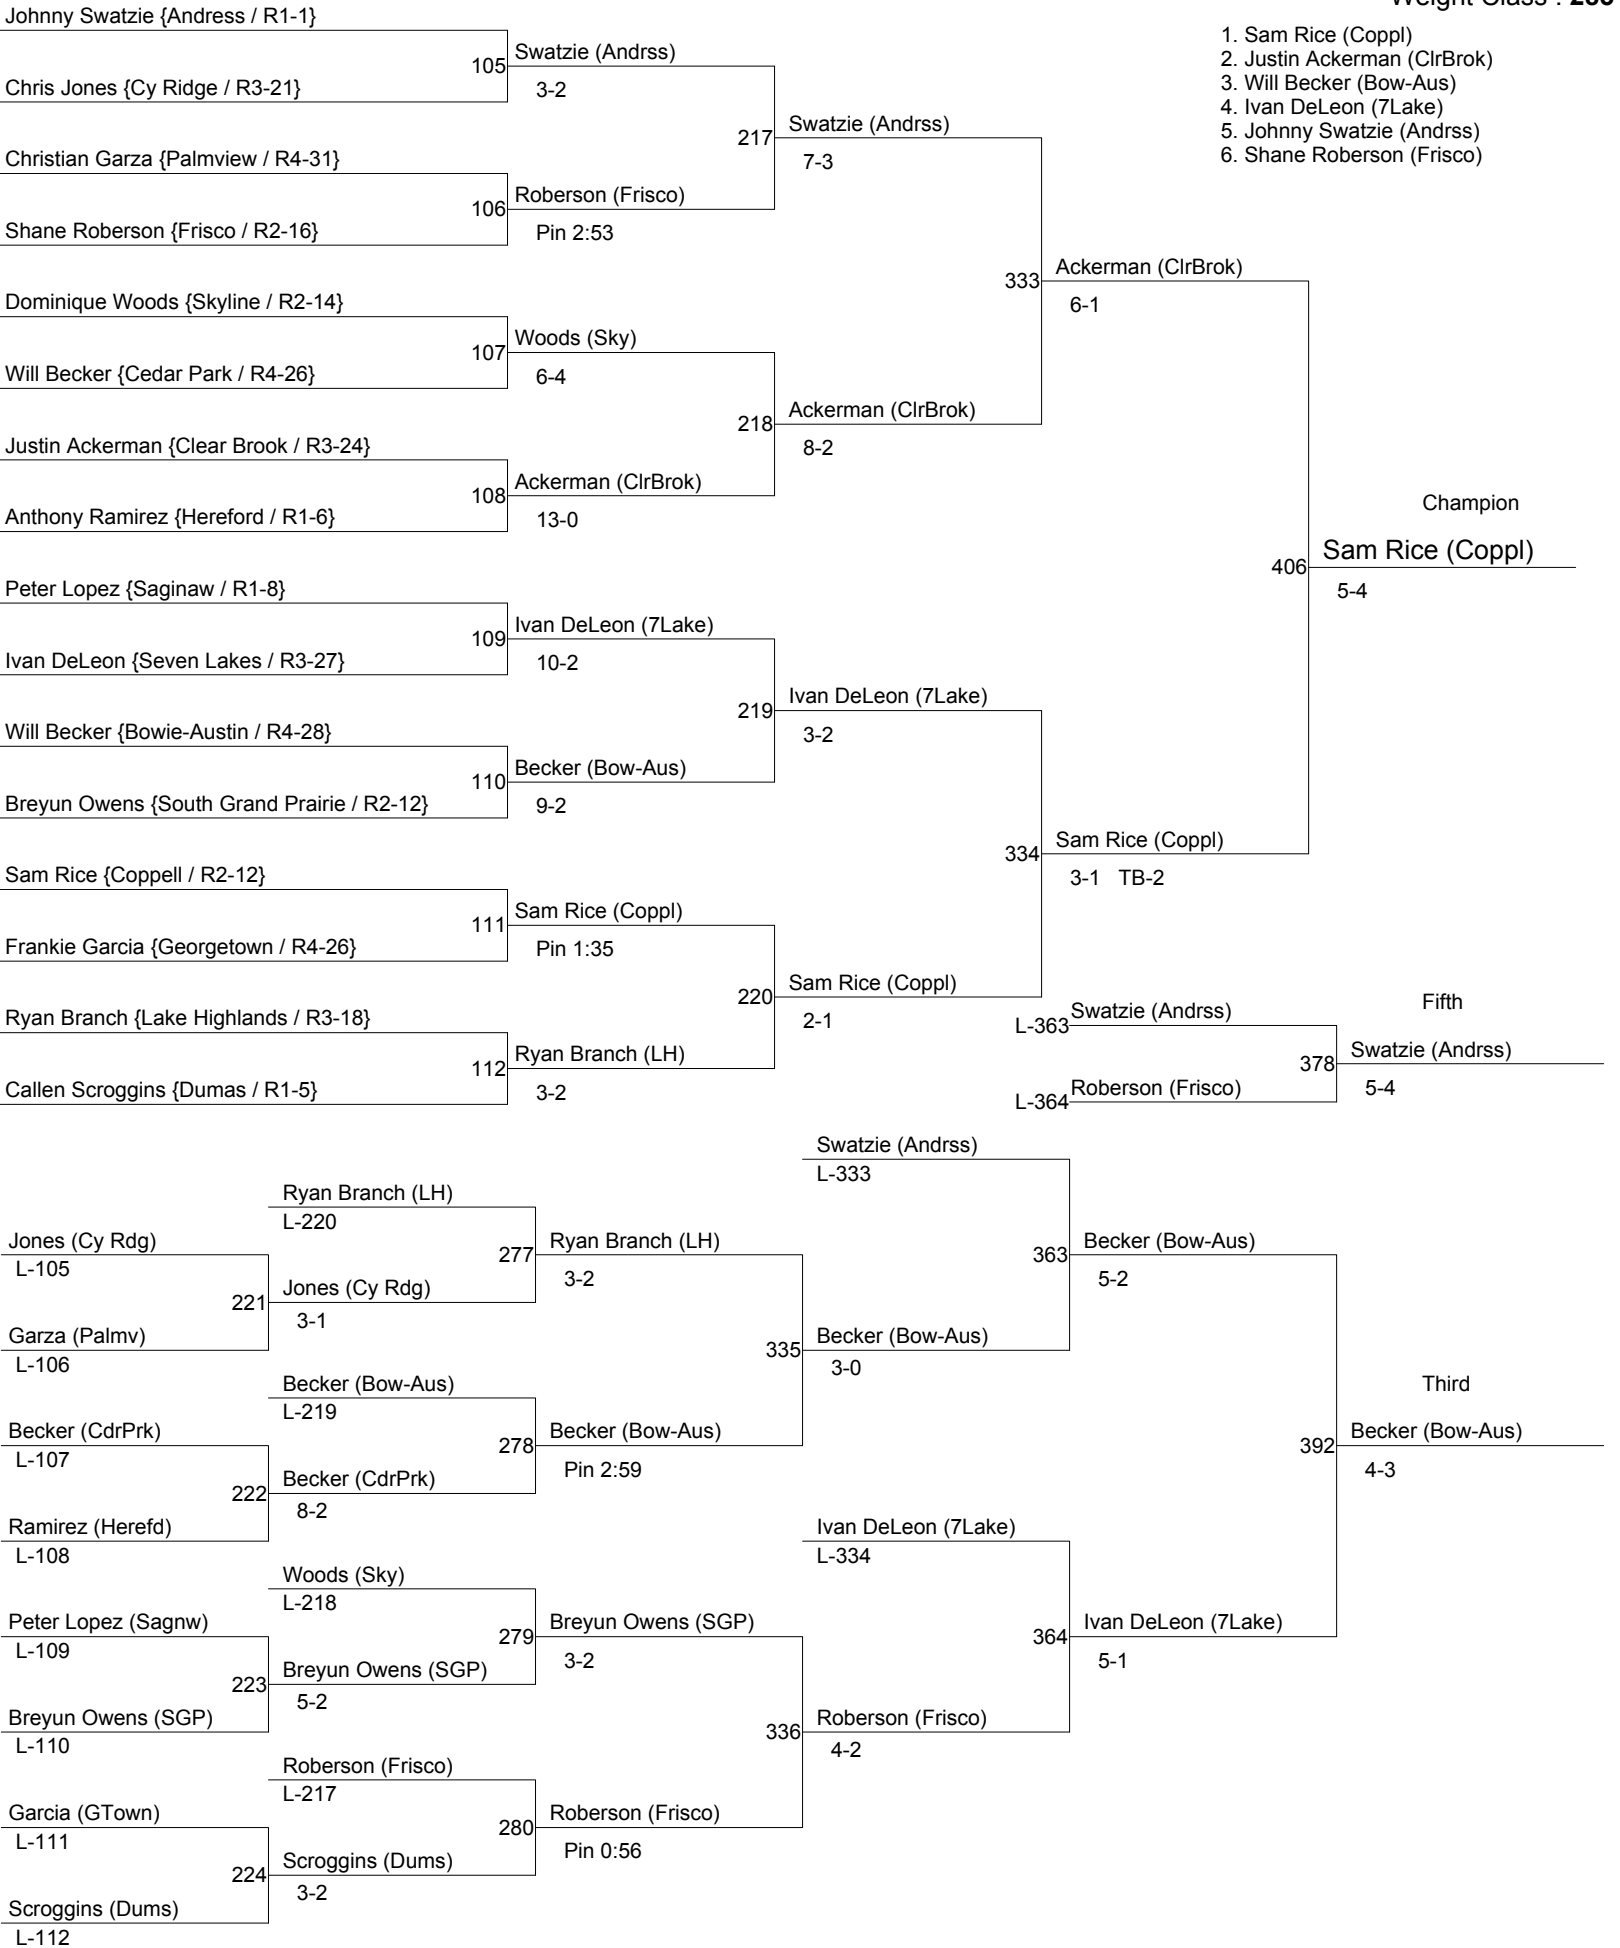 Johnny Swatzie {Andress / R1-1}
Weight Class :
1. Sam Rice (Coppl)
2. Justin Ackerman (ClrBrok)
3. Will Becker (Bow-Aus)
4. Ivan DeLeon (7Lake)
5. Johnny Swatzie (Andrss)
6. Shane Roberson (Frisco)
105
Swatzie (Andrss)
3-2
Chris Jones {Cy Ridge / R3-21}
217
Swatzie (Andrss)
7-3
Christian Garza {Palmview / R4-31}
106
Roberson (Frisco)
Pin 2:53
Shane Roberson {Frisco / R2-16}
333
Ackerman (ClrBrok)
6-1
Dominique Woods {Skyline / R2-14}
107
Woods (Sky)
6-4
Will Becker {Cedar Park / R4-26}
218
Ackerman (ClrBrok)
8-2
Justin Ackerman {Clear Brook / R3-24}
108
Ackerman (ClrBrok)
13-0
Anthony Ramirez {Hereford / R1-6}
Champion
406
Sam Rice (Coppl)
5-4
Peter Lopez {Saginaw / R1-8}
109
Ivan DeLeon (7Lake)
10-2
Ivan DeLeon {Seven Lakes / R3-27}
219
Ivan DeLeon (7Lake)
3-2
Will Becker {Bowie-Austin / R4-28}
110
Becker (Bow-Aus)
9-2
Breyun Owens {South Grand Prairie / R2-12}
334
Sam Rice (Coppl)
3-1 TB-2
Sam Rice {Coppell / R2-12}
111
Sam Rice (Coppl)
Pin 1:35
Frankie Garcia {Georgetown / R4-26}
220
Sam Rice (Coppl)
2-1
Ryan Branch {Lake Highlands / R3-18}
112
Ryan Branch (LH)
3-2
Callen Scroggins {Dumas / R1-5}
Fifth
L-363
Swatzie (Andrss)
378
Swatzie (Andrss)
5-4
L-364
Roberson (Frisco)
Swatzie (Andrss)
L-333
Ryan Branch (LH)
L-220
Jones (Cy Rdg)
L-105
277
Ryan Branch (LH)
3-2
363
Becker (Bow-Aus)
5-2
221
Jones (Cy Rdg)
3-1
Garza (Palmv)
L-106
335
Becker (Bow-Aus)
3-0
Becker (Bow-Aus)
L-219
Third
Becker (CdrPrk)
L-107
278
Becker (Bow-Aus)
Pin 2:59
392
Becker (Bow-Aus)
4-3
222
Becker (CdrPrk)
8-2
Ramirez (Herefd)
L-108
Ivan DeLeon (7Lake)
L-334
Woods (Sky)
L-218
Peter Lopez (Sagnw)
L-109
279
Breyun Owens (SGP)
3-2
364
Ivan DeLeon (7Lake)
5-1
223
Breyun Owens (SGP)
5-2
Breyun Owens (SGP)
L-110
336
Roberson (Frisco)
4-2
Roberson (Frisco)
L-217
Garcia (GTown)
L-111
280
Roberson (Frisco)
Pin 0:56
224
Scroggins (Dums)
3-2
Scroggins (Dums)
L-112